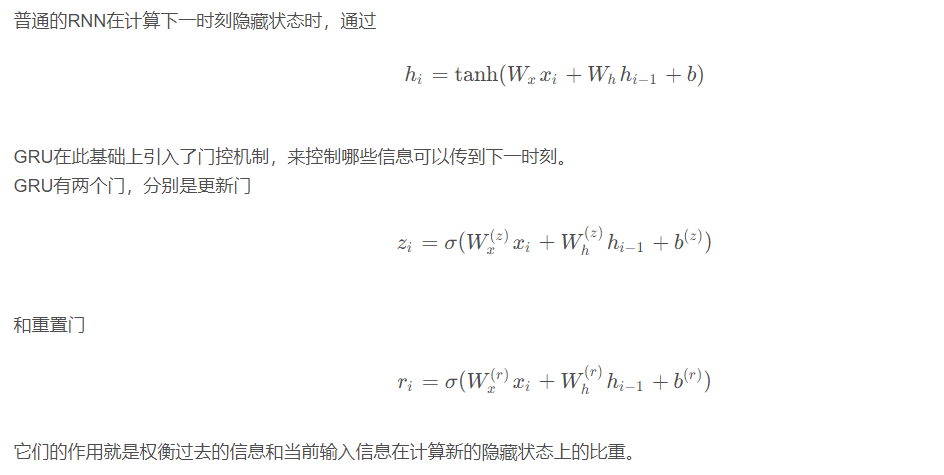 普通的RNN在计算下一时刻隐藏状态时，通过
h_i = tanh(W_x x_i + W_h h_{i−1} + b)
GRU在此基础上引入了门控机制，来控制哪些信息可以传到下一时刻。
GRU有两个门，分别是更新门
z_i = σ(W_x^{(z)} x_i + W_h^{(z)} h_{i−1} + b^{(z)})
和重置门
r_i = σ(W_x^{(r)} x_i + W_h^{(r)} h_{i−1} + b^{(r)})
它们的作用就是权衡过去的信息和当前输入信息在计算新的隐藏状态上的比重。